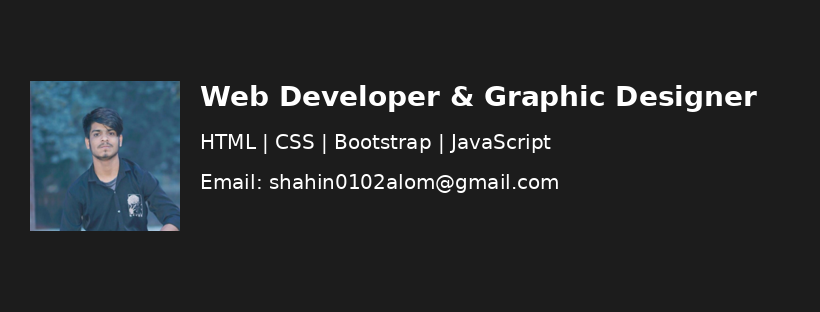 Web Developer & Graphic Designer
HTML | CSS | Bootstrap | JavaScript
Email: shahin0102alom@gmail.com